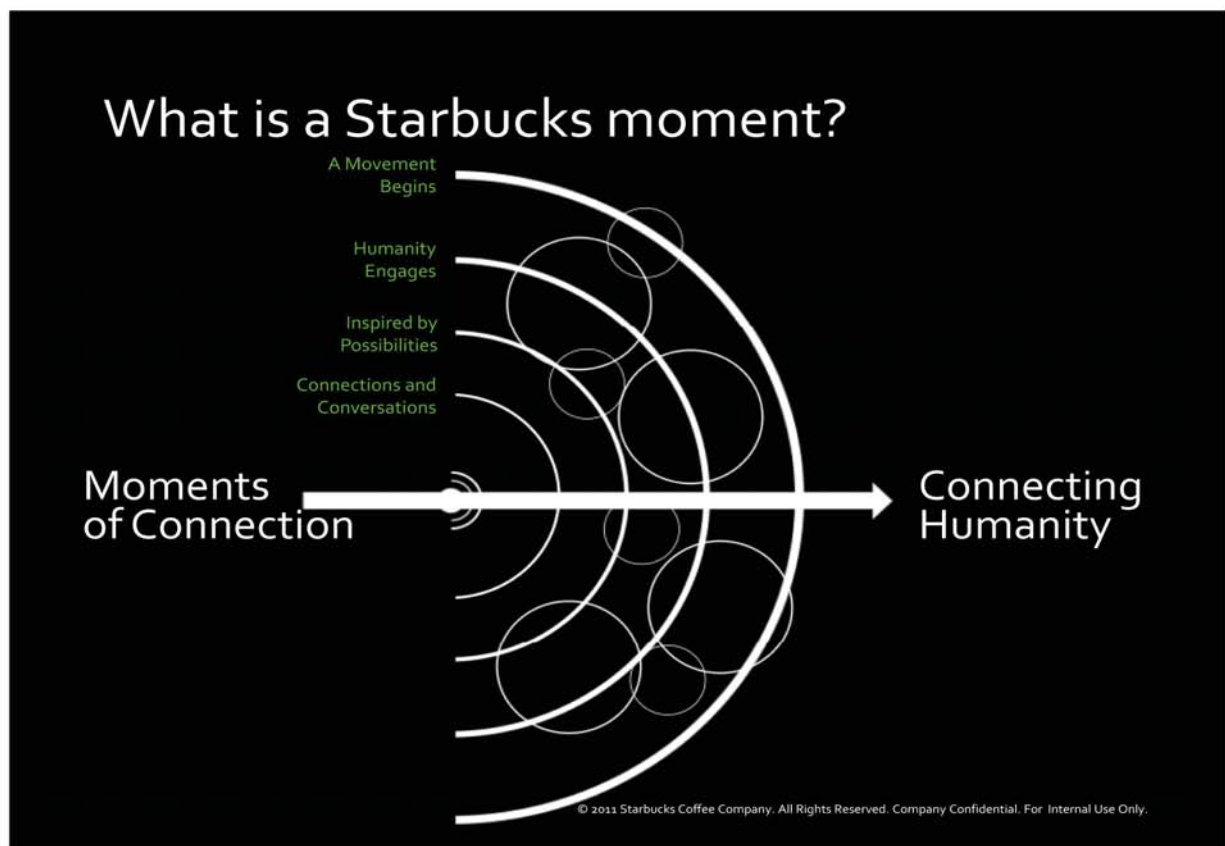 What is a Starbucks moment?
A Movement
Begins
Humanity
Engages
Inspired by
Possibilities
Connections and
Conversations
Moments
of Connection
Connecting
Humanity
© 2011 Starbucks Coffee Company. All Rights Reserved. Company Confidential. For Internal Use Only.